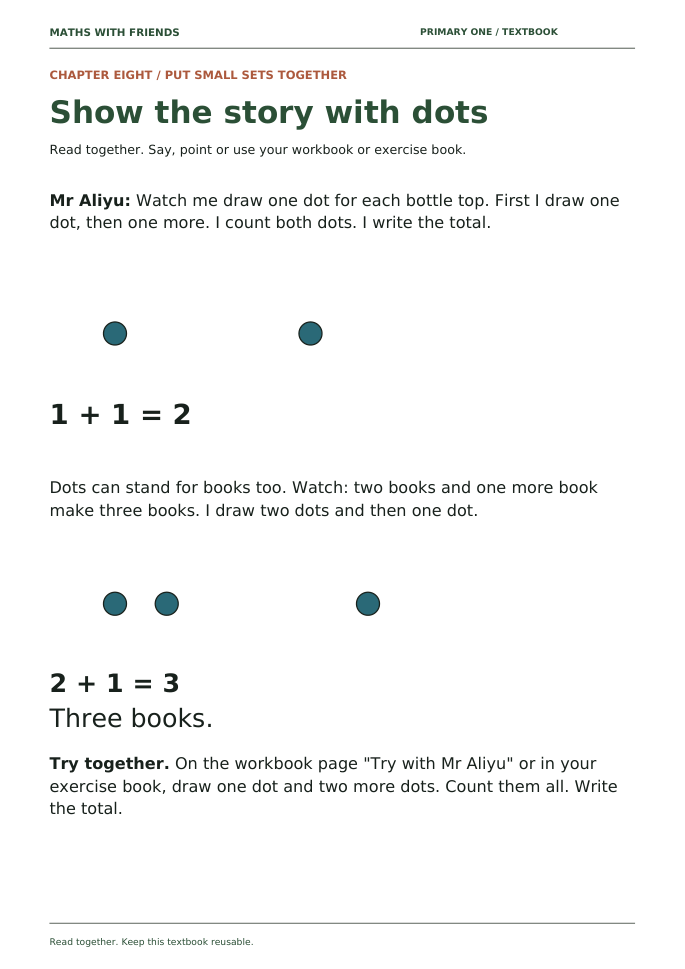 MATHS WITH FRIENDS
PRIMARY ONE / TEXTBOOK
CHAPTER EIGHT / PUT SMALL SETS TOGETHER
Show the story with dots
Read together. Say, point or use your workbook or exercise book.
Mr Aliyu: Watch me draw one dot for each bottle top. First I draw one
dot, then one more. I count both dots. I write the total.
1 + 1 = 2
Dots can stand for books too. Watch: two books and one more book
make three books. I draw two dots and then one dot.
2 + 1 = 3
Three books.
Try together. On the workbook page "Try with Mr Aliyu" or in your
exercise book, draw one dot and two more dots. Count them all. Write
the total.
Read together. Keep this textbook reusable.